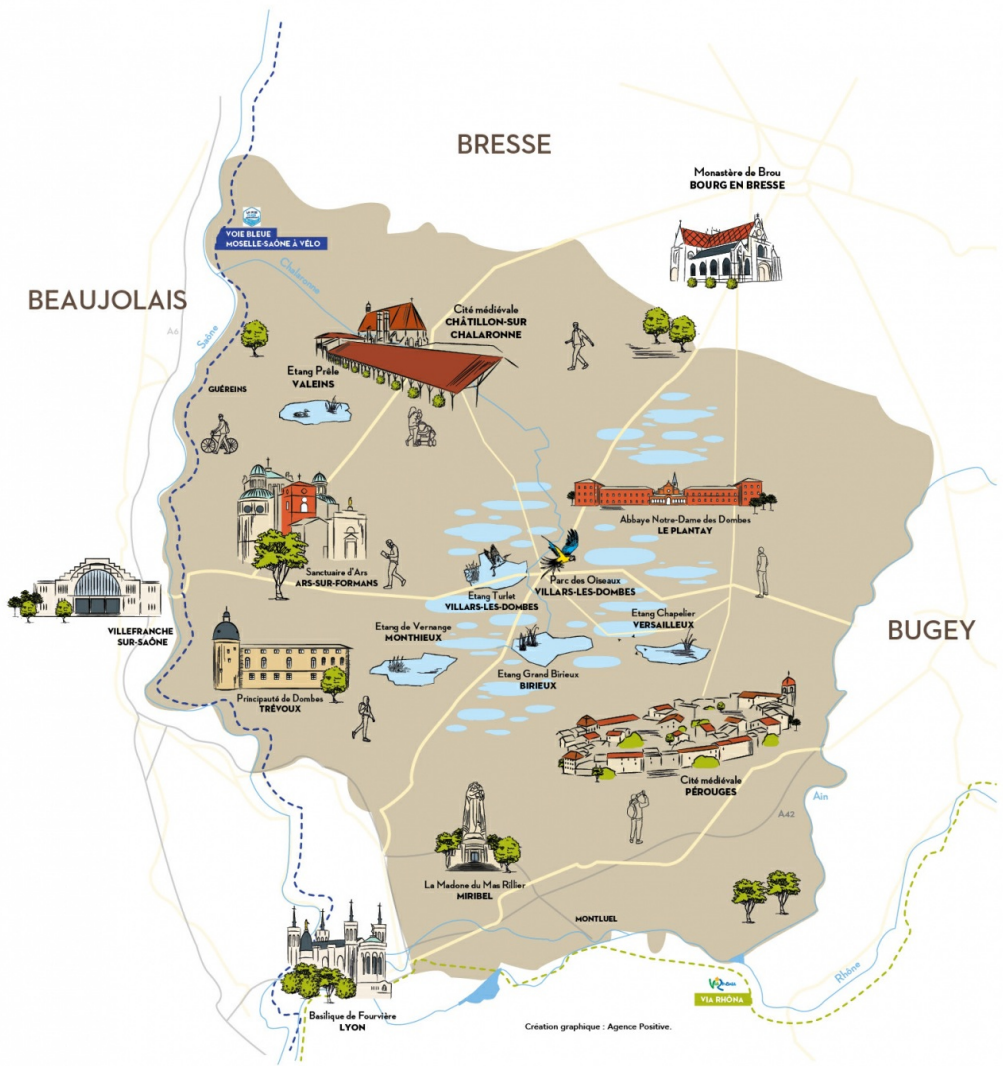 BRESSE
Monastère de Brou
BOURG EN BRESSE
VOIE BLEUE
MOSELLE-SAÔNE À VÉLO
Chalaronne
BEAUJOLAIS
A6
Saône
Cité médiévale
CHÂTILLON-SUR
CHALARONNE
Etang Prêle
VALEINS
GUÉREINS
Abbaye Notre-Dame des Dombes
LE PLANTAY
Sanctuaire d'Ars
ARS-SUR-FORMANS
Parc des Oiseaux
VILLARS-LES-DOMBES
Etang Turlet
VILLARS-LES-DOMBES
Etang Chapelier
VERSAILLEUX
Etang de Vernange
MONTHIEUX
VILLEFRANCHE
SUR-SAÔNE
BUGEY
Etang Grand Birieux
BIRIEUX
Principauté de Dombes
TRÉVOUX
Cité médiévale
PÉROUGES
Ain
A42
La Madone du Mas Rillier
MIRIBEL
MONTLUEL
Rhône
VIA RHÔNA
Basilique de Fourvière
LYON
Création graphique : Agence Positive.